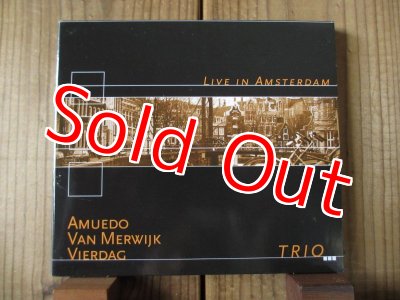 LIVE IN AMSTERDAM
Sold Out
AMUEDO
VAN MERWIJK
VIERDAG
TRIO